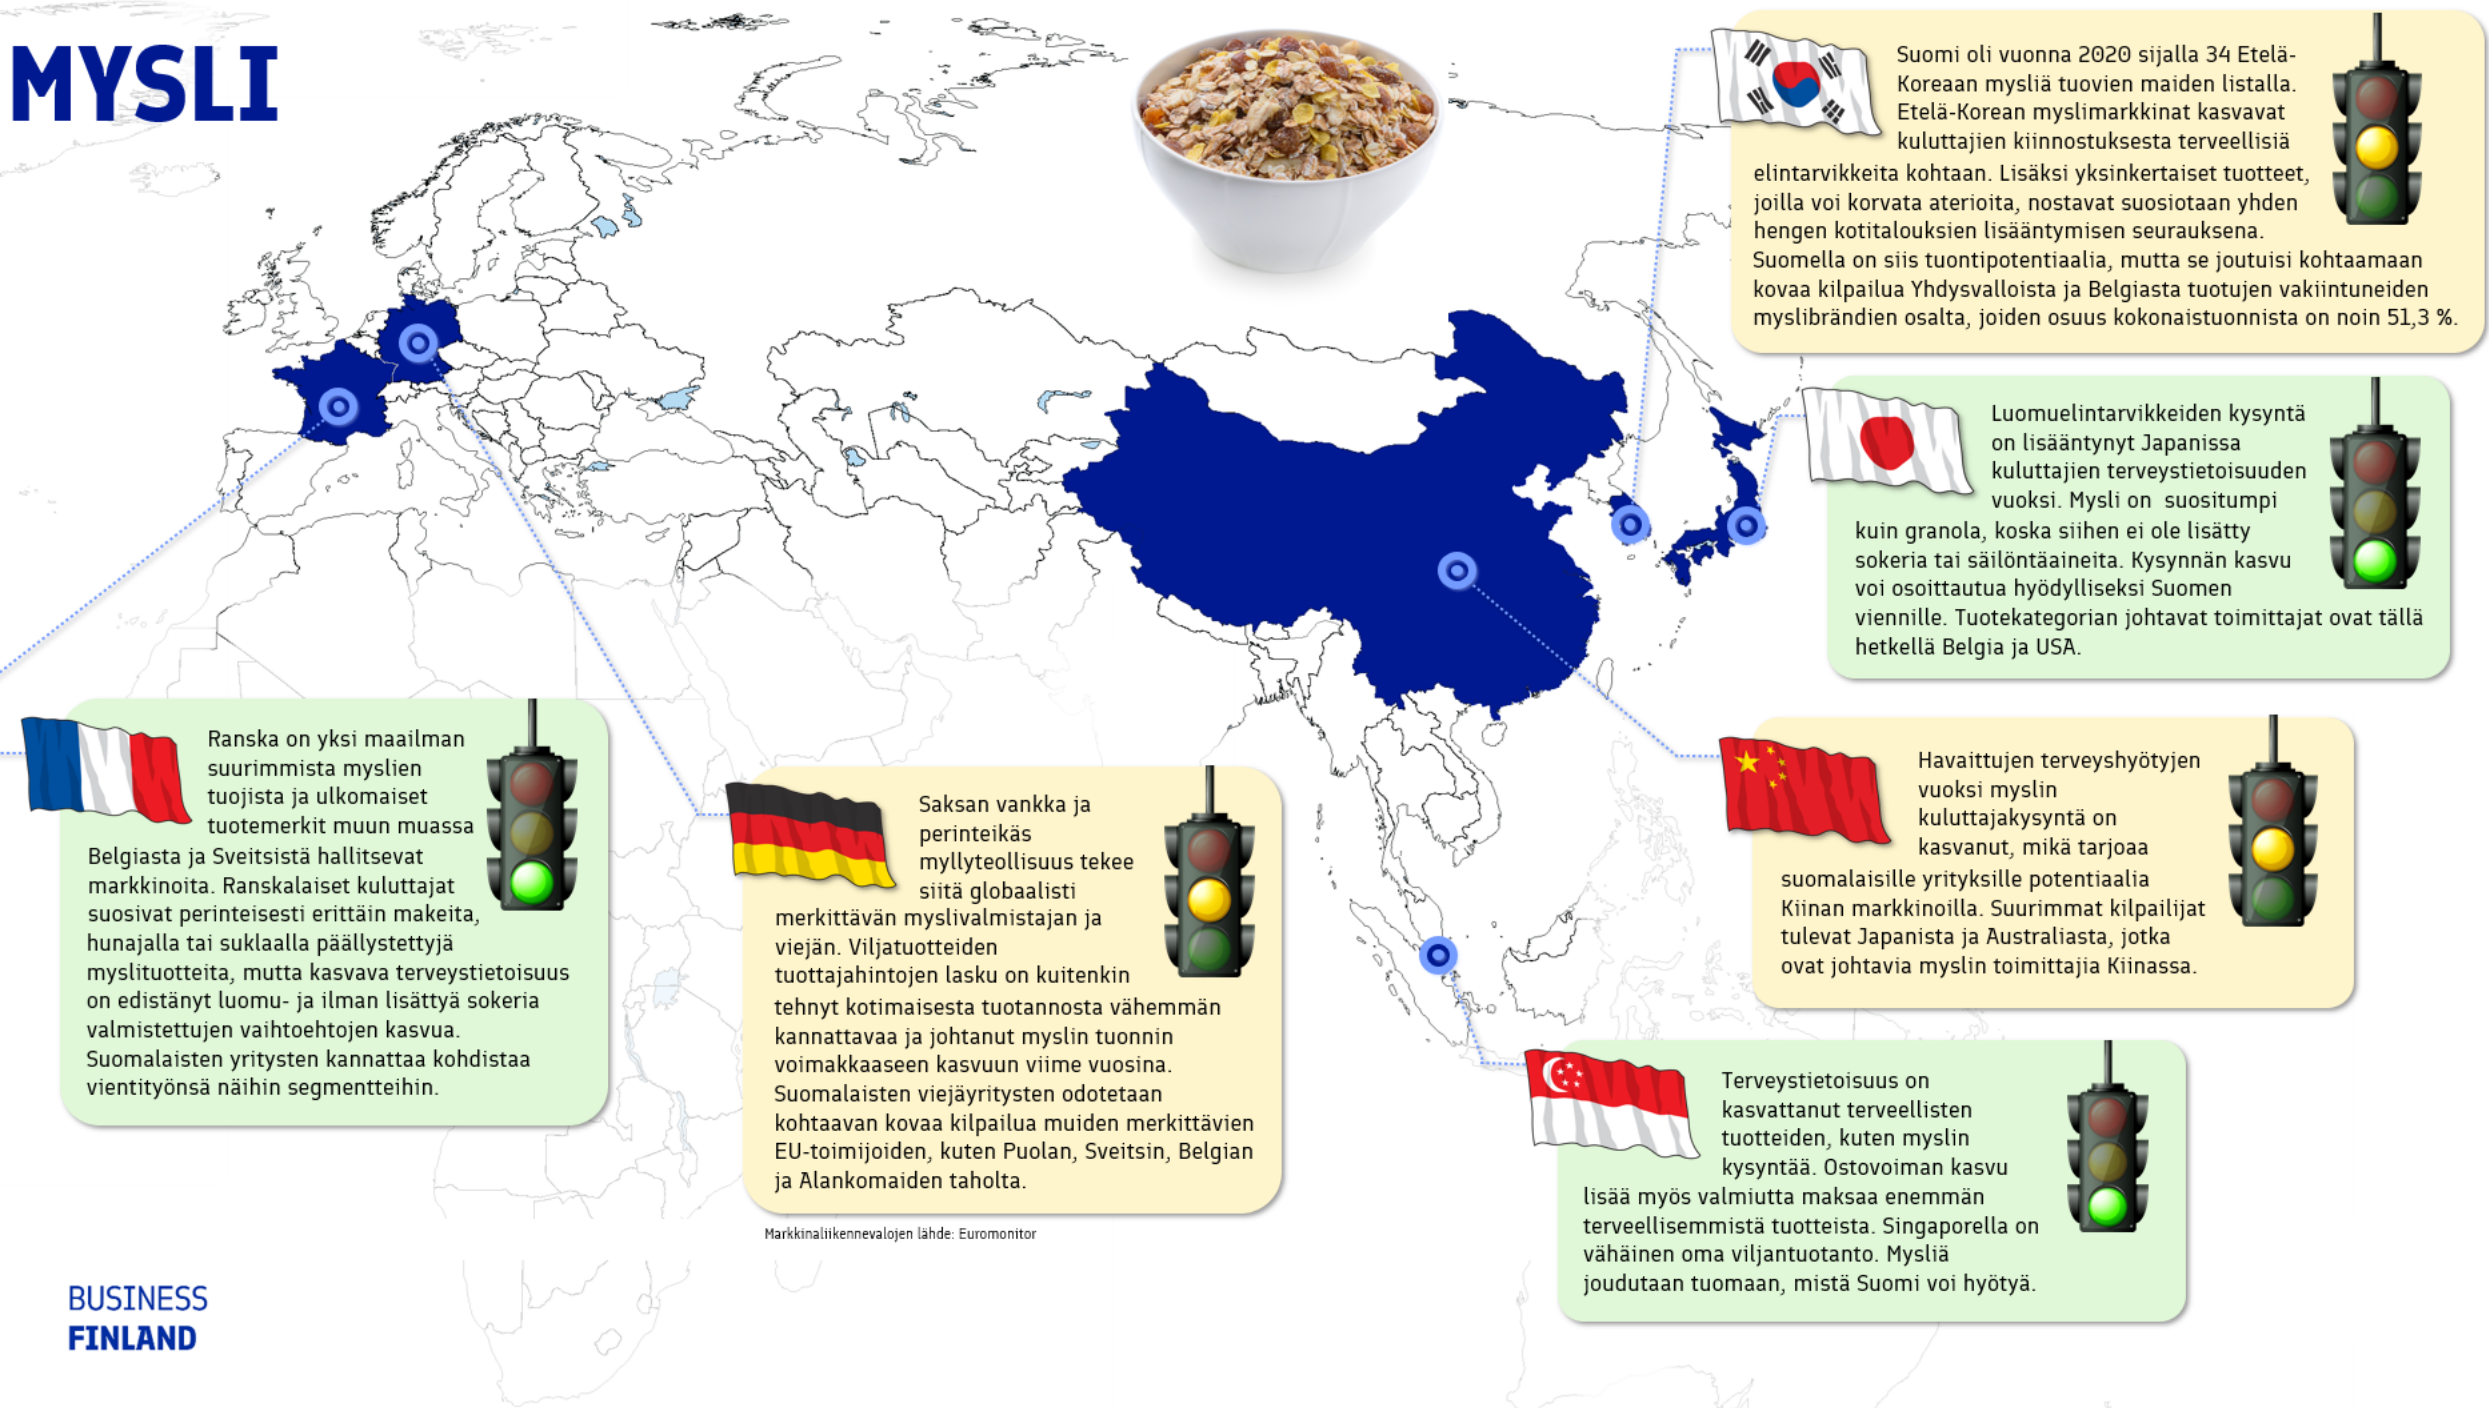 MYSLI
Suomi oli vuonna 2020 sijalla 34 Etelä-
Koreaan mysliä tuovien maiden listalla.
Etelä-Korean myslimarkkinat kasvavat
kuluttajien kiinnostuksesta terveellisiä
elintarvikkeita kohtaan. Lisäksi yksinkertaiset tuotteet,
joilla voi korvata aterioita, nostavat suosiotaan yhden
hengen kotitalouksien lisääntymisen seurauksena.
Suomella on siis tuontipotentiaalia, mutta se joutuisi kohtaamaan
kovaa kilpailua Yhdysvalloista ja Belgiasta tuotujen vakiintuneiden
myslibrändien osalta, joiden osuus kokonaistuonnista on noin 51,3 %.
Luomuelintarvikkeiden kysyntä
on lisääntynyt Japanissa
kuluttajien terveystietoisuuden
vuoksi. Mysli on  suositumpi
kuin granola, koska siihen ei ole lisätty
sokeria tai säilöntäaineita. Kysynnän kasvu
voi osoittautua hyödylliseksi Suomen
viennille. Tuotekategorian johtavat toimittajat ovat tällä
hetkellä Belgia ja USA.
Ranska on yksi maailman
suurimmista myslien
tuojista ja ulkomaiset
tuotemerkit muun muassa
Belgiasta ja Sveitsistä hallitsevat
markkinoita. Ranskalaiset kuluttajat
suosivat perinteisesti erittäin makeita,
hunajalla tai suklaalla päällystettyjä
myslituotteita, mutta kasvava terveystietoisuus
on edistänyt luomu- ja ilman lisättyä sokeria
valmistettujen vaihtoehtojen kasvua.
Suomalaisten yritysten kannattaa kohdistaa
vientityönsä näihin segmentteihin.
Saksan vankka ja
perinteikäs
myllyteollisuus tekee
siitä globaalisti
merkittävän myslivalmistajan ja
viejän. Viljatuotteiden
tuottajahintojen lasku on kuitenkin
tehnyt kotimaisesta tuotannosta vähemmän
kannattavaa ja johtanut myslin tuonnin
voimakkaaseen kasvuun viime vuosina.
Suomalaisten viejäyritysten odotetaan
kohtaavan kovaa kilpailua muiden merkittävien
EU-toimijoiden, kuten Puolan, Sveitsin, Belgian
ja Alankomaiden taholta.
Havaittujen terveyshyötyjen
vuoksi myslin
kuluttajakysyntä on
kasvanut, mikä tarjoaa
suomalaisille yrityksille potentiaalia
Kiinan markkinoilla. Suurimmat kilpailijat
tulevat Japanista ja Australiasta, jotka
ovat johtavia myslin toimittajia Kiinassa.
Terveystietoisuus on
kasvattanut terveellisten
tuotteiden, kuten myslin
kysyntää. Ostovoiman kasvu
lisää myös valmiutta maksaa enemmän
terveellisemmistä tuotteista. Singaporella on
vähäinen oma viljantuotanto. Mysliä
joudutaan tuomaan, mistä Suomi voi hyötyä.
Markkinaliikennevalojen lähde: Euromonitor
BUSINESS
FINLAND